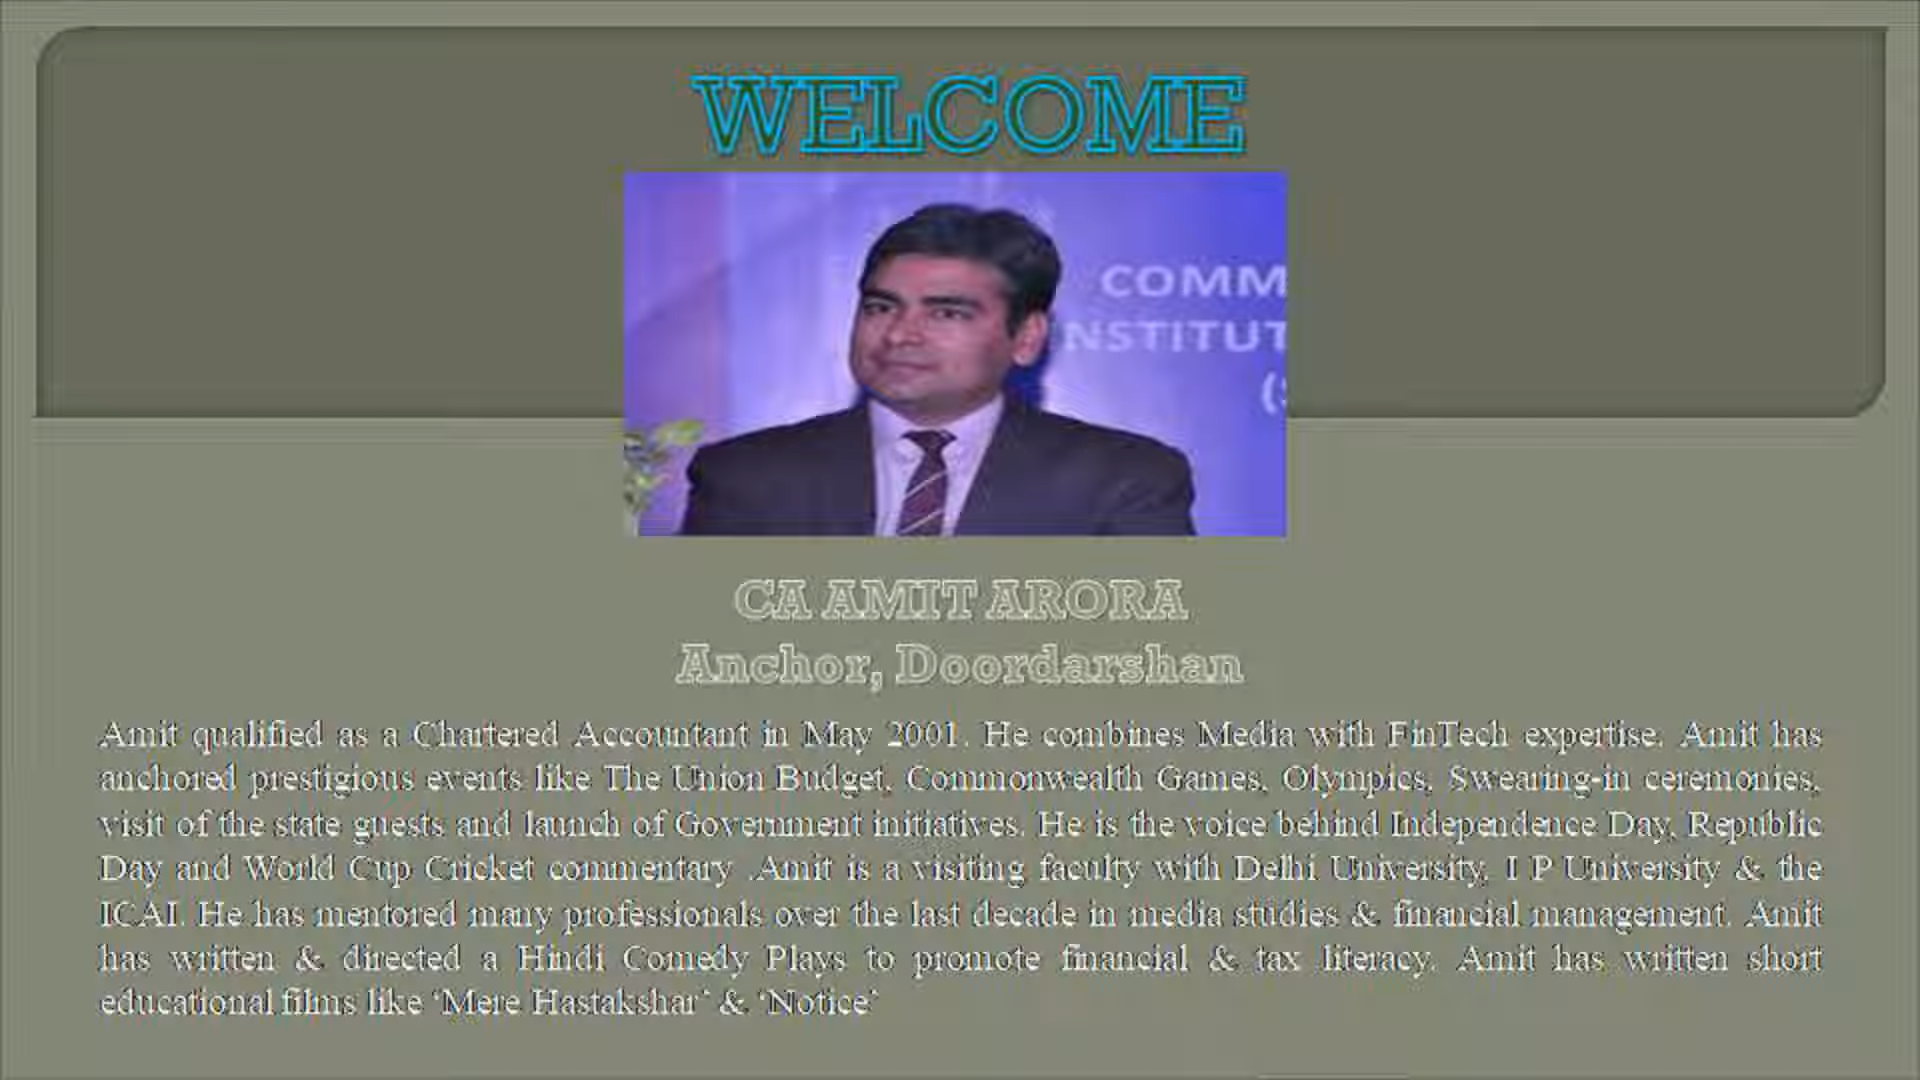 WELCOME
COMM
NSTITUT
(S
CA AMIT ARORA
Anchor, Doordarshan
Amit qualified as a Chartered Accountant in May 2001. He combines Media with FinTech expertise. Amit has
anchored prestigious events like The Union Budget, Commonwealth Games, Olympics, Swearing-in ceremonies,
visit of the state guests and launch of Government initiatives. He is the voice behind Independence Day, Republic
Day and World Cup Cricket commentary .Amit is a visiting faculty with Delhi University, I P University & the
ICAI. He has mentored many professionals over the last decade in media studies & financial management. Amit
has written & directed a Hindi Comedy Plays to promote financial & tax literacy. Amit has written short
educational films like ‘Mere Hastakshar’ & ‘Notice’